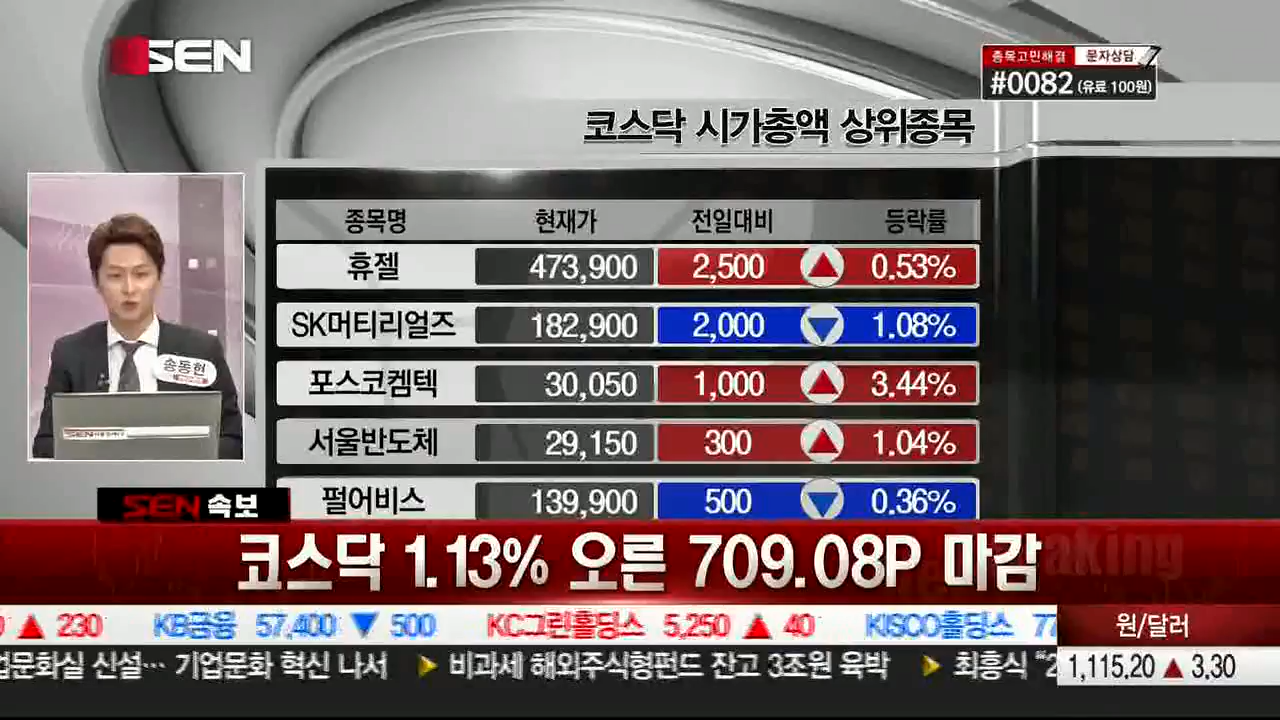 SEN
종목고민해결 문자상담
#0082 (유료 100원)
코스닥 시가총액 상위종목
종목명 현재가 전일대비 등락률
휴젤 473,900 2,500 ▲ 0.53%
SK머티리얼즈 182,900 2,000 ▼ 1.08%
포스코켐텍 30,050 1,000 ▲ 3.44%
서울반도체 29,150 300 ▲ 1.04%
펄어비스 139,900 500 ▼ 0.36%
송동현
SEN
SEN 속보
코스닥 1.13% 오른 709.08P 마감
▲ 230 KB금융 57,400 ▼ 500 KC그린홀딩스 5,250 ▲ 40 KISCO홀딩스 77
원/달러
업문화실 신설… 기업문화 혁신 나서 ▶ 비과세 해외주식형펀드 잔고 3조원 육박 ▶ 최흥식 “2
1,115.20 ▲ 3.30